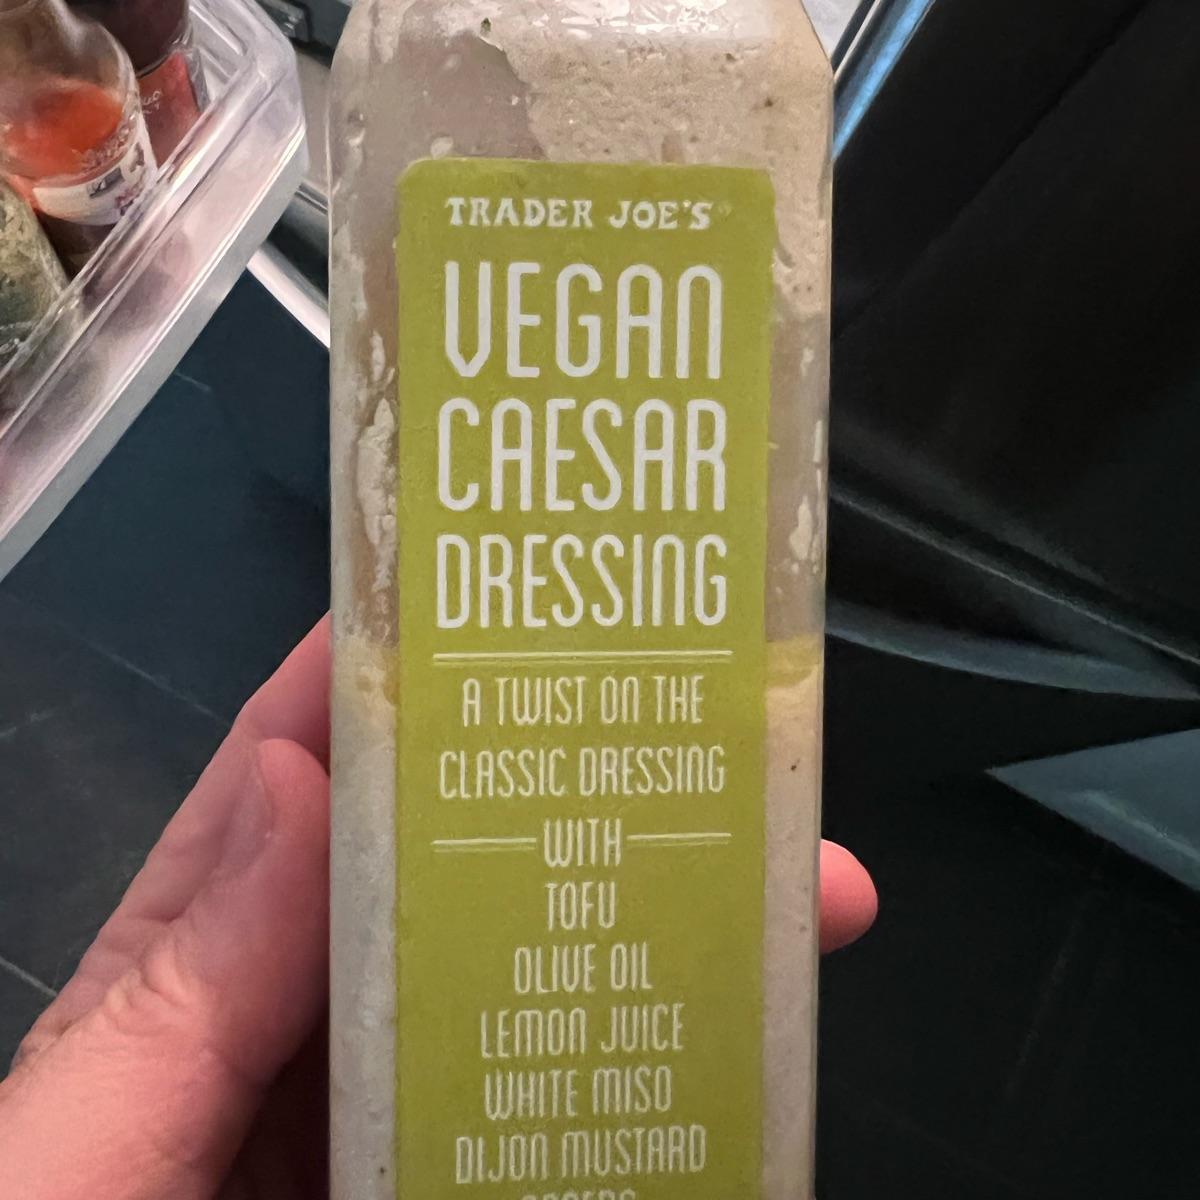 TRADER JOE'S
VEGAN
CAESAR
DRESSING
A TWIST ON THE
CLASSIC DRESSING
WITH
TOFU
OLIVE OIL
LEMON JUICE
WHITE MISO
DIJON MUSTARD